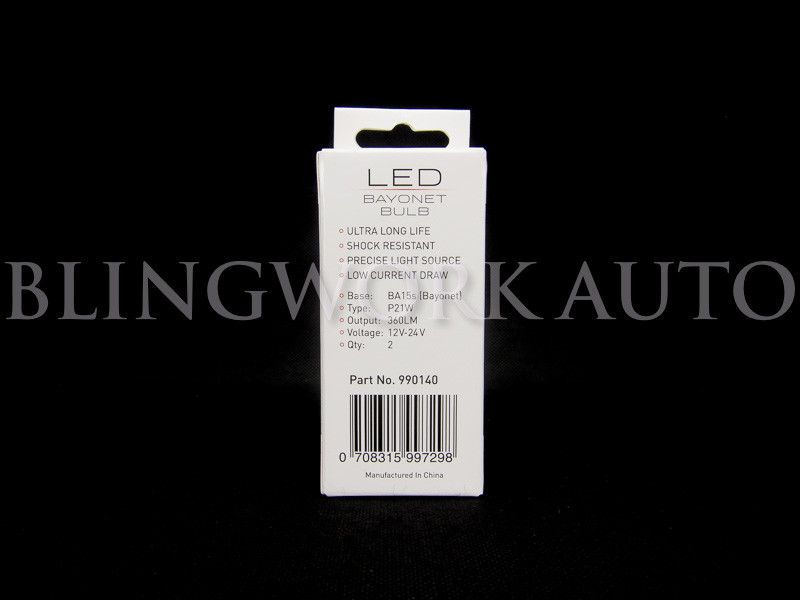 LED
BAYONET
BULB
ULTRA LONG LIFE
SHOCK RESISTANT
PRECISE LIGHT SOURCE
LOW CURRENT DRAW
BLINGWORK AUTO
Base: BA15s (Bayonet)
Type: P21W
Output: 360LM
Voltage: 12V-24V
Qty: 2
Part No. 990140
0 708315 997298
Manufactured In China